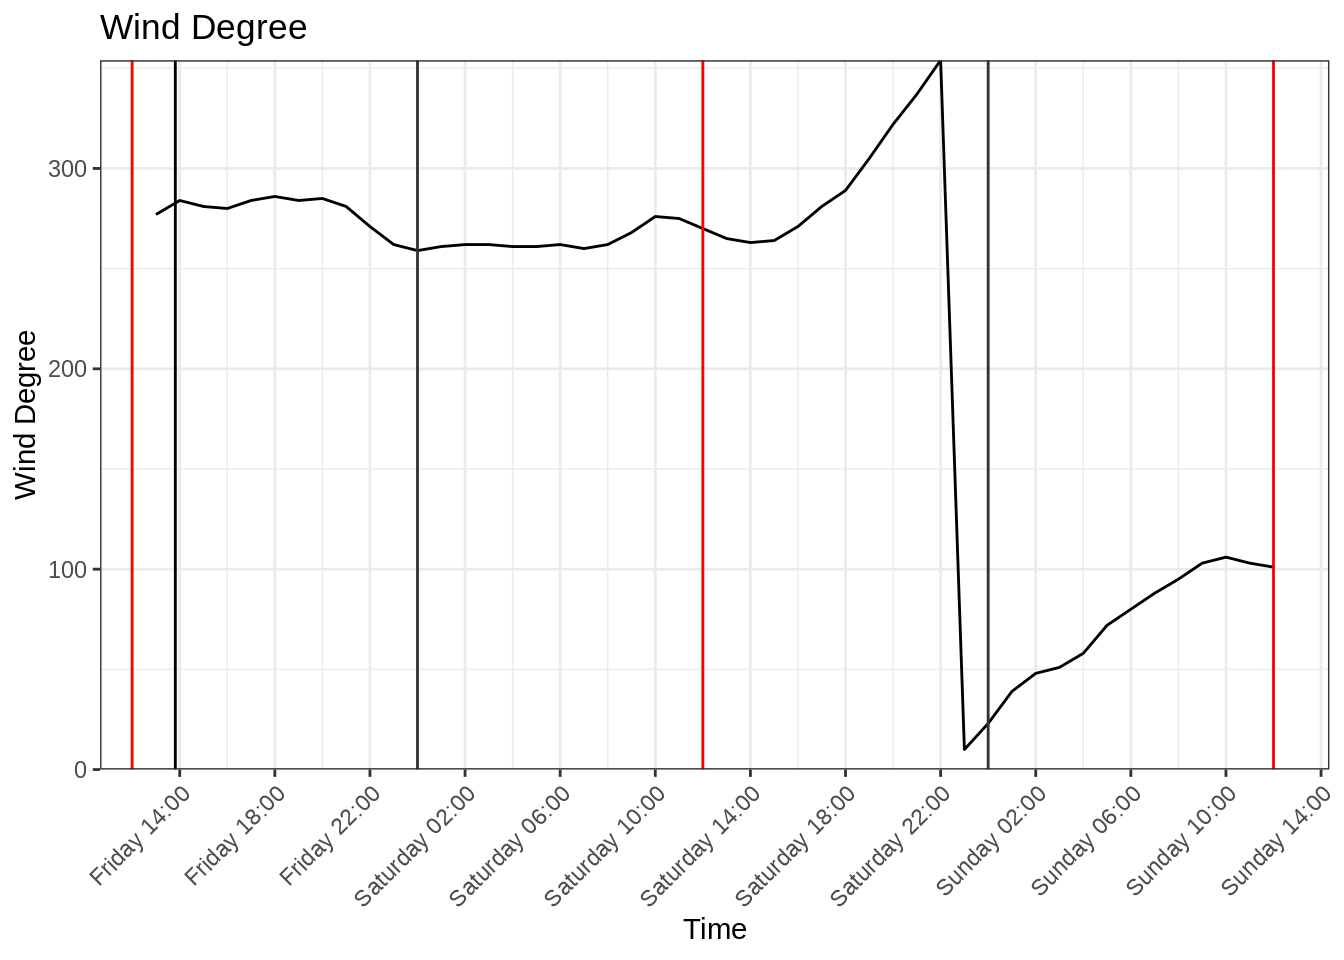 Wind Degree
Wind Degree
300
200
100
0
Friday 14:00
Friday 18:00
Friday 22:00
Saturday 02:00
Saturday 06:00
Saturday 10:00
Saturday 14:00
Saturday 18:00
Saturday 22:00
Sunday 02:00
Sunday 06:00
Sunday 10:00
Sunday 14:00
Time